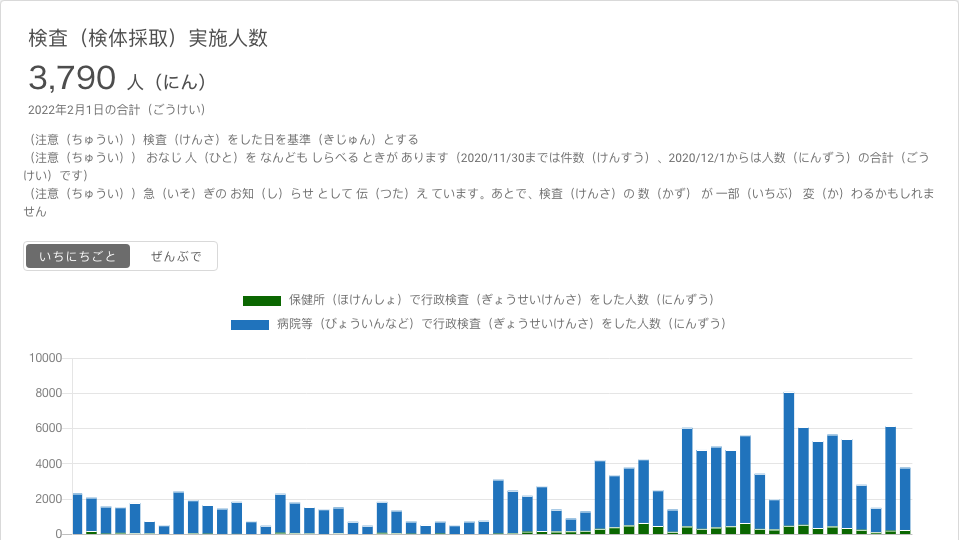 検査（検体採取）実施人数
3,790 人（にん）
2022年2月1日の合計（ごうけい）
（注意（ちゅうい））検査（けんさ）をした日を基準（きじゅん）とする
（注意（ちゅうい）） おなじ 人（ひと）を なんども しらべる ときが あります（2020/11/30までは件数（けんすう）、2020/12/1からは人数（にんずう）の合計（ごう
けい）です）
（注意（ちゅうい））急（いそ）ぎの お知（し）らせ として 伝（つた）え ています。あとで、検査（けんさ）の 数（かず） が 一部（いちぶ） 変（か）わるかもしれま
せん
いちにちごと ぜんぶで
保健所（ほけんしょ）で行政検査（ぎょうせいけんさ）をした人数（にんずう）
病院等（びょういんなど）で行政検査（ぎょうせいけんさ）をした人数（にんずう）
10000
8000
6000
4000
2000
0